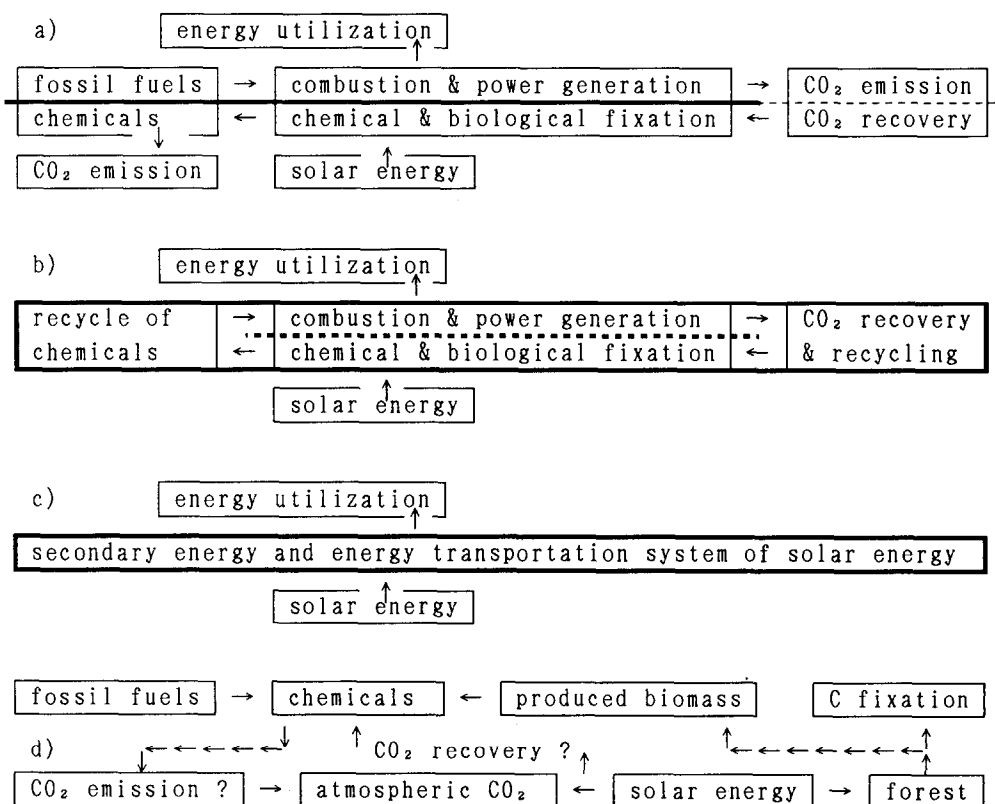 a) energy utilization
↑
fossil fuels → combustion & power generation → CO₂ emission
chemicals ← chemical & biological fixation ← CO₂ recovery
↓ ↑
CO₂ emission solar energy
b) energy utilization
↑
recycle of → combustion & power generation → CO₂ recovery
chemicals ← chemical & biological fixation ← & recycling
↑
solar energy
c) energy utilization
↑
secondary energy and energy transportation system of solar energy
↑
solar energy
fossil fuels → chemicals ← produced biomass C fixation
d) ↓ ←←←←← ↓ ↑ CO₂ recovery ? ↑ ↑ ←←←←←← ↑
CO₂ emission ? → atmospheric CO₂ ← solar energy → forest